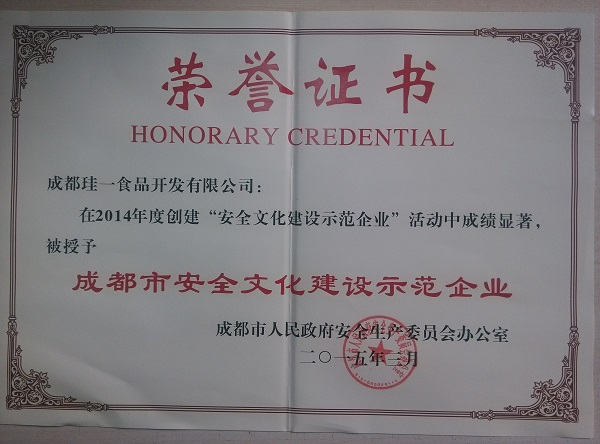 荣誉证书
HONORARY CREDENTIAL
成都珪一食品开发有限公司：
在2014年度创建“安全文化建设示范企业”活动中成绩显著，
被授予
成都市安全文化建设示范企业
成都市人民政府安全生产委员会办公室
二〇一五年三月